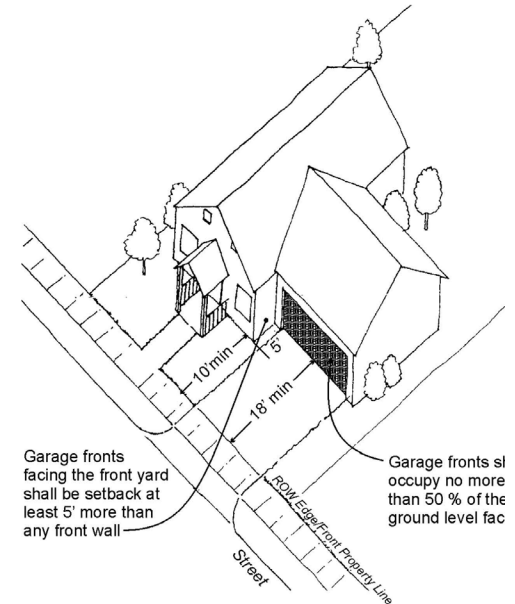 10'min
5'
18' min
Garage fronts
facing the front yard
shall be setback at
least 5' more than
any front wall
Garage fronts
occupy no more
than 50 % of the
ground level
ROW Edge/Front Property Line
Street